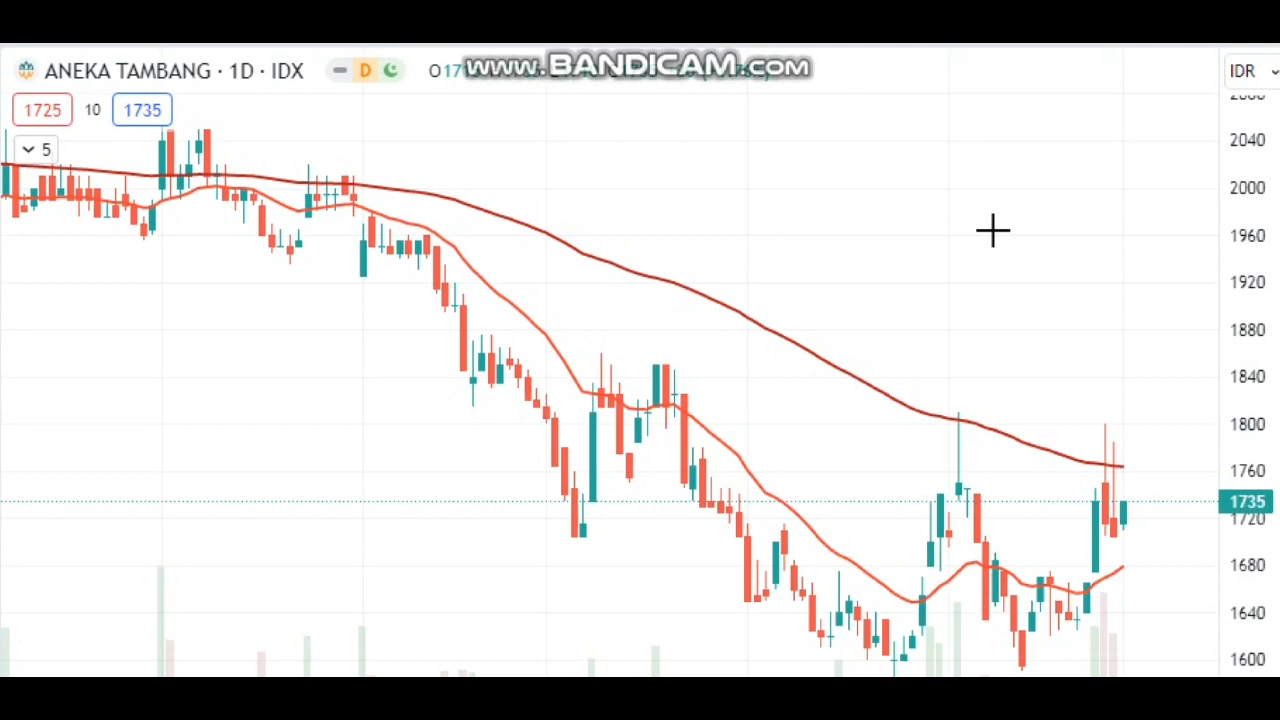 www.BANDICAM.com
ANEKA TAMBANG · 1D · IDX
D
IDR
1725 10 1735
5
2040
2000
1960
1920
1880
1840
1800
1760
1735
1720
1680
1640
1600